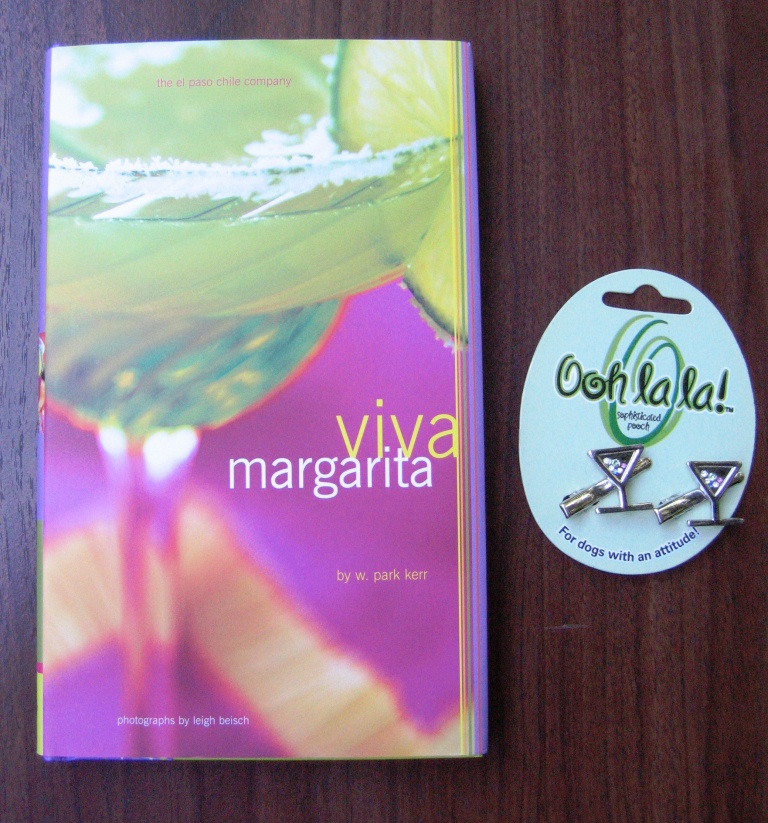 the el paso chile company
viva
margarita
by w. park kerr
photographs by leigh beisch
Ooh la la!™
sophisticated
pooch
For dogs with an attitude!